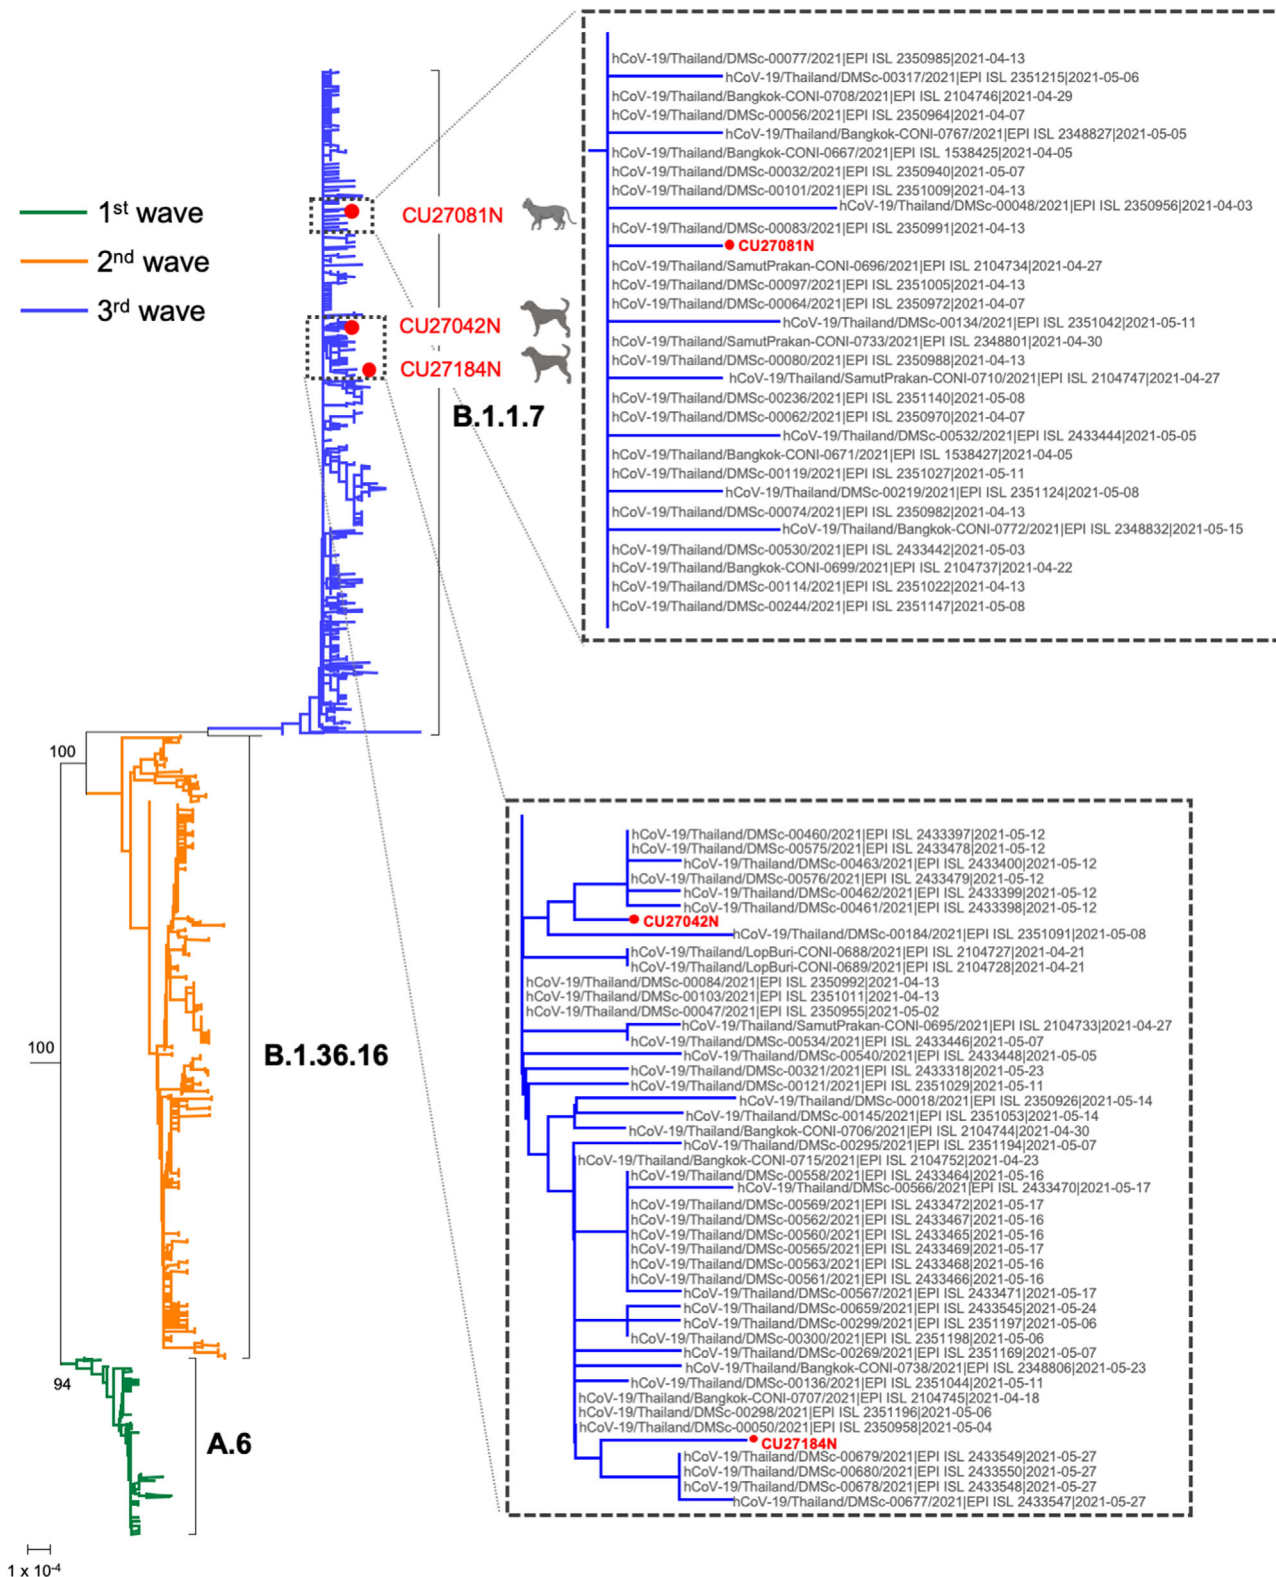 1st wave
2nd wave
3rd wave
CU27081N
CU27042N
CU27184N
B.1.1.7
100
100
B.1.36.16
94
A.6
1 x 10-4
hCoV-19/Thailand/DMSc-00077/2021|EPI ISL 2350985|2021-04-13
hCoV-19/Thailand/DMSc-00317/2021|EPI ISL 2351215|2021-05-06
hCoV-19/Thailand/Bangkok-CONI-0708/2021|EPI ISL 2104746|2021-04-29
hCoV-19/Thailand/DMSc-00056/2021|EPI ISL 2350964|2021-04-07
hCoV-19/Thailand/Bangkok-CONI-0767/2021|EPI ISL 2348827|2021-05-05
hCoV-19/Thailand/Bangkok-CONI-0667/2021|EPI ISL 1538425|2021-04-05
hCoV-19/Thailand/DMSc-00032/2021|EPI ISL 2350940|2021-05-07
hCoV-19/Thailand/DMSc-00101/2021|EPI ISL 2351009|2021-04-13
hCoV-19/Thailand/DMSc-00048/2021|EPI ISL 2350956|2021-04-03
hCoV-19/Thailand/DMSc-00083/2021|EPI ISL 2350991|2021-04-13
CU27081N
hCoV-19/Thailand/SamutPrakan-CONI-0696/2021|EPI ISL 2104734|2021-04-27
hCoV-19/Thailand/DMSc-00097/2021|EPI ISL 2351005|2021-04-13
hCoV-19/Thailand/DMSc-00064/2021|EPI ISL 2350972|2021-04-07
hCoV-19/Thailand/DMSc-00134/2021|EPI ISL 2351042|2021-05-11
hCoV-19/Thailand/SamutPrakan-CONI-0733/2021|EPI ISL 2348801|2021-04-30
hCoV-19/Thailand/DMSc-00080/2021|EPI ISL 2350988|2021-04-13
hCoV-19/Thailand/SamutPrakan-CONI-0710/2021|EPI ISL 2104747|2021-04-27
hCoV-19/Thailand/DMSc-00236/2021|EPI ISL 2351140|2021-05-08
hCoV-19/Thailand/DMSc-00062/2021|EPI ISL 2350970|2021-04-07
hCoV-19/Thailand/DMSc-00532/2021|EPI ISL 2433444|2021-05-05
hCoV-19/Thailand/Bangkok-CONI-0671/2021|EPI ISL 1538427|2021-04-05
hCoV-19/Thailand/DMSc-00119/2021|EPI ISL 2351027|2021-05-11
hCoV-19/Thailand/DMSc-00219/2021|EPI ISL 2351124|2021-05-08
hCoV-19/Thailand/DMSc-00074/2021|EPI ISL 2350982|2021-04-13
hCoV-19/Thailand/Bangkok-CONI-0772/2021|EPI ISL 2348832|2021-05-15
hCoV-19/Thailand/DMSc-00530/2021|EPI ISL 2433442|2021-05-03
hCoV-19/Thailand/Bangkok-CONI-0699/2021|EPI ISL 2104737|2021-04-22
hCoV-19/Thailand/DMSc-00114/2021|EPI ISL 2351022|2021-04-13
hCoV-19/Thailand/DMSc-00244/2021|EPI ISL 2351147|2021-05-08
hCoV-19/Thailand/DMSc-00460/2021|EPI ISL 2433397|2021-05-12
hCoV-19/Thailand/DMSc-00575/2021|EPI ISL 2433478|2021-05-12
hCoV-19/Thailand/DMSc-00463/2021|EPI ISL 2433400|2021-05-12
hCoV-19/Thailand/DMSc-00576/2021|EPI ISL 2433479|2021-05-12
hCoV-19/Thailand/DMSc-00462/2021|EPI ISL 2433399|2021-05-12
hCoV-19/Thailand/DMSc-00461/2021|EPI ISL 2433398|2021-05-12
CU27042N
hCoV-19/Thailand/DMSc-00184/2021|EPI ISL 2351091|2021-05-08
hCoV-19/Thailand/LopBuri-CONI-0688/2021|EPI ISL 2104727|2021-04-21
hCoV-19/Thailand/LopBuri-CONI-0689/2021|EPI ISL 2104728|2021-04-21
hCoV-19/Thailand/DMSc-00084/2021|EPI ISL 2350992|2021-04-13
hCoV-19/Thailand/DMSc-00103/2021|EPI ISL 2351011|2021-04-13
hCoV-19/Thailand/DMSc-00047/2021|EPI ISL 2350955|2021-05-02
hCoV-19/Thailand/SamutPrakan-CONI-0695/2021|EPI ISL 2104733|2021-04-27
hCoV-19/Thailand/DMSc-00534/2021|EPI ISL 2433446|2021-05-07
hCoV-19/Thailand/DMSc-00540/2021|EPI ISL 2433448|2021-05-05
hCoV-19/Thailand/DMSc-00321/2021|EPI ISL 2433318|2021-05-23
hCoV-19/Thailand/DMSc-00121/2021|EPI ISL 2351029|2021-05-11
hCoV-19/Thailand/DMSc-00018/2021|EPI ISL 2350926|2021-05-14
hCoV-19/Thailand/DMSc-00145/2021|EPI ISL 2351053|2021-05-14
hCoV-19/Thailand/Bangkok-CONI-0706/2021|EPI ISL 2104744|2021-04-30
hCoV-19/Thailand/DMSc-00295/2021|EPI ISL 2351194|2021-05-07
hCoV-19/Thailand/Bangkok-CONI-0715/2021|EPI ISL 2104752|2021-04-23
hCoV-19/Thailand/DMSc-00558/2021|EPI ISL 2433464|2021-05-16
hCoV-19/Thailand/DMSc-00566/2021|EPI ISL 2433470|2021-05-17
hCoV-19/Thailand/DMSc-00569/2021|EPI ISL 2433472|2021-05-17
hCoV-19/Thailand/DMSc-00562/2021|EPI ISL 2433467|2021-05-16
hCoV-19/Thailand/DMSc-00560/2021|EPI ISL 2433465|2021-05-16
hCoV-19/Thailand/DMSc-00565/2021|EPI ISL 2433469|2021-05-17
hCoV-19/Thailand/DMSc-00563/2021|EPI ISL 2433468|2021-05-16
hCoV-19/Thailand/DMSc-00561/2021|EPI ISL 2433466|2021-05-16
hCoV-19/Thailand/DMSc-00567/2021|EPI ISL 2433471|2021-05-17
hCoV-19/Thailand/DMSc-00659/2021|EPI ISL 2433545|2021-05-24
hCoV-19/Thailand/DMSc-00299/2021|EPI ISL 2351197|2021-05-06
hCoV-19/Thailand/DMSc-00300/2021|EPI ISL 2351198|2021-05-06
hCoV-19/Thailand/DMSc-00269/2021|EPI ISL 2351169|2021-05-07
hCoV-19/Thailand/Bangkok-CONI-0738/2021|EPI ISL 2348806|2021-05-23
hCoV-19/Thailand/DMSc-00136/2021|EPI ISL 2351044|2021-05-11
hCoV-19/Thailand/Bangkok-CONI-0707/2021|EPI ISL 2104745|2021-04-18
hCoV-19/Thailand/DMSc-00298/2021|EPI ISL 2351196|2021-05-06
hCoV-19/Thailand/DMSc-00050/2021|EPI ISL 2350958|2021-05-04
CU27184N
hCoV-19/Thailand/DMSc-00679/2021|EPI ISL 2433549|2021-05-27
hCoV-19/Thailand/DMSc-00680/2021|EPI ISL 2433550|2021-05-27
hCoV-19/Thailand/DMSc-00678/2021|EPI ISL 2433548|2021-05-27
hCoV-19/Thailand/DMSc-00677/2021|EPI ISL 2433547|2021-05-27